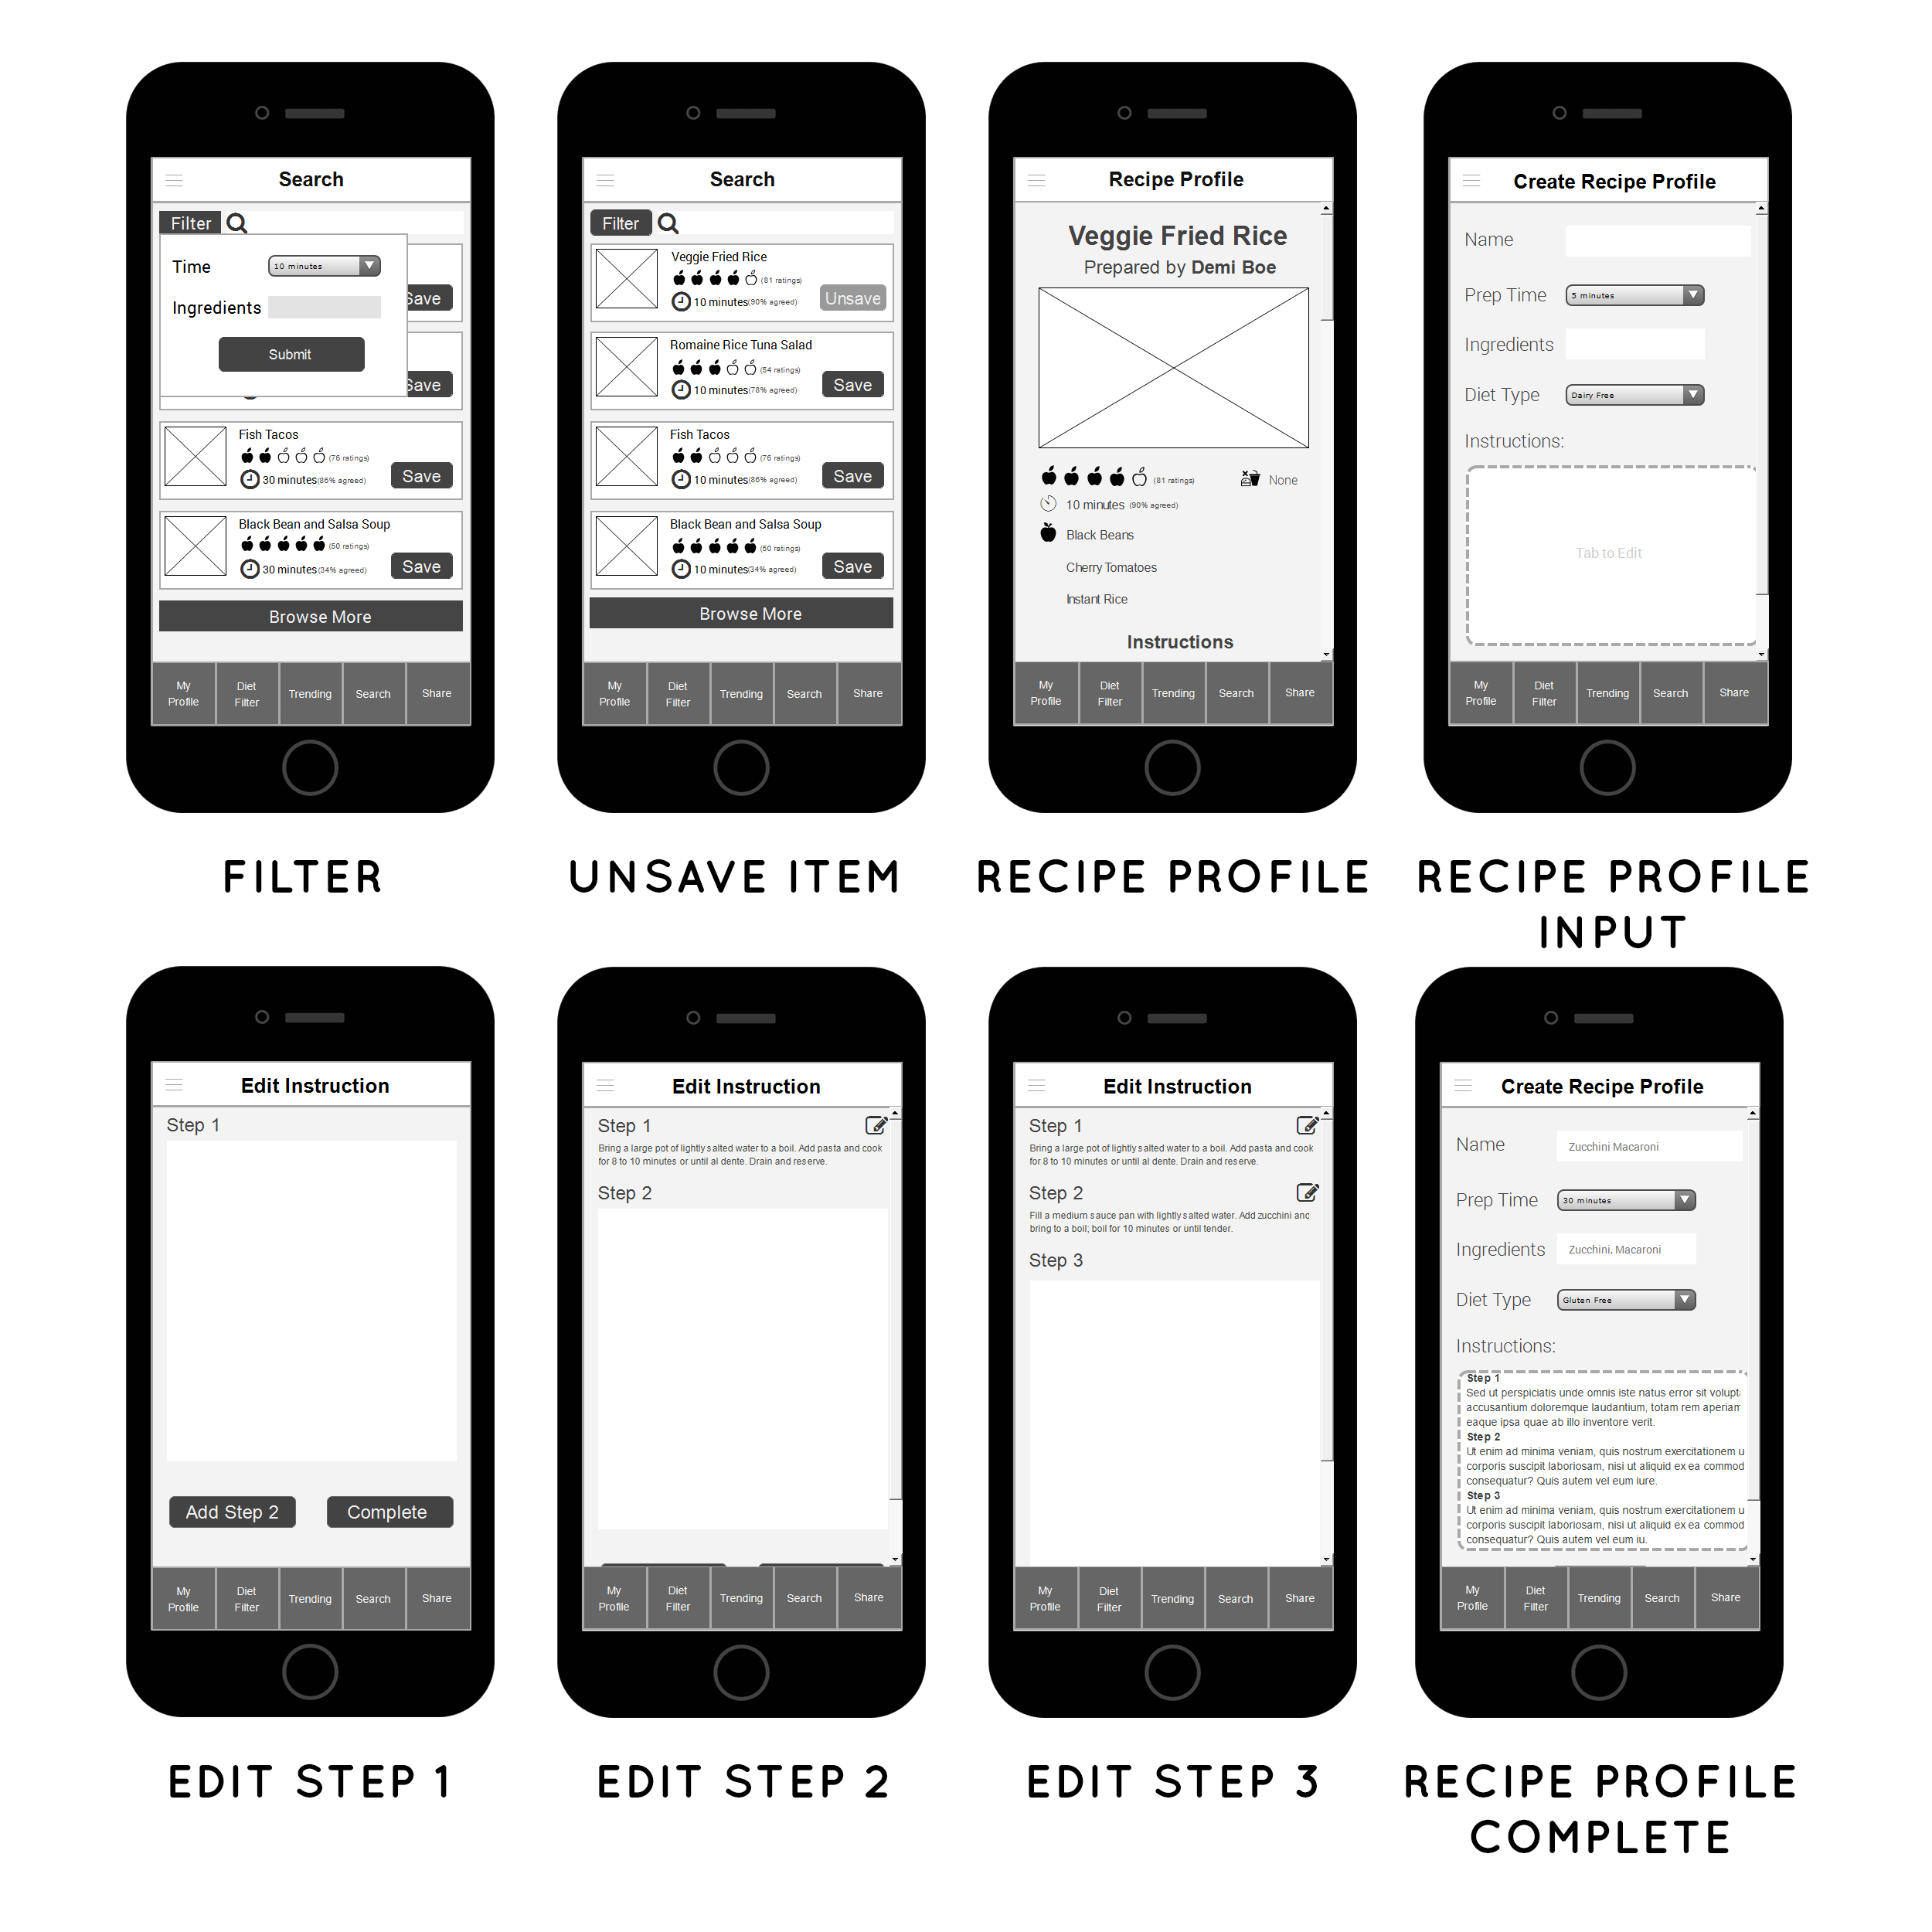 Search
Filter
Time 10 minutes
Ingredients
Submit
Save
Save
Fish Tacos
(76 ratings)
30 minutes(86% agreed)
Save
Black Bean and Salsa Soup
(50 ratings)
30 minutes(34% agreed)
Save
Browse More
My Profile Diet Filter Trending Search Share
FILTER
Search
Filter
Veggie Fried Rice
(81 ratings)
10 minutes(90% agreed)
Unsave
Romaine Rice Tuna Salad
(54 ratings)
10 minutes(78% agreed)
Save
Fish Tacos
(76 ratings)
10 minutes(86% agreed)
Save
Black Bean and Salsa Soup
(50 ratings)
10 minutes(34% agreed)
Save
Browse More
My Profile Diet Filter Trending Search Share
UNSAVE ITEM
Recipe Profile
Veggie Fried Rice
Prepared by Demi Boe
(81 ratings) None
10 minutes (90% agreed)
Black Beans
Cherry Tomatoes
Instant Rice
Instructions
My Profile Diet Filter Trending Search Share
RECIPE PROFILE
Create Recipe Profile
Name
Prep Time 5 minutes
Ingredients
Diet Type Dairy Free
Instructions:
Tab to Edit
My Profile Diet Filter Trending Search Share
RECIPE PROFILE
INPUT
Edit Instruction
Step 1
Add Step 2 Complete
My Profile Diet Filter Trending Search Share
EDIT STEP 1
Edit Instruction
Step 1
Bring a large pot of lightly salted water to a boil. Add pasta and cook
for 8 to 10 minutes or until al dente. Drain and reserve.
Step 2
My Profile Diet Filter Trending Search Share
EDIT STEP 2
Edit Instruction
Step 1
Bring a large pot of lightly salted water to a boil. Add pasta and cook
for 8 to 10 minutes or until al dente. Drain and reserve.
Step 2
Fill a medium sauce pan with lightly salted water. Add zucchini and
bring to a boil; boil for 10 minutes or until tender.
Step 3
My Profile Diet Filter Trending Search Share
EDIT STEP 3
Create Recipe Profile
Name Zucchini Macaroni
Prep Time 30 minutes
Ingredients Zucchini, Macaroni
Diet Type Gluten Free
Instructions:
Step 1
Sed ut perspiciatis unde omnis iste natus error sit volupt
accusantium doloremque laudantium, totam rem aperiam
eaque ipsa quae ab illo inventore verit.
Step 2
Ut enim ad minima veniam, quis nostrum exercitationem u
corporis suscipit laboriosam, nisi ut aliquid ex ea commod
consequatur? Quis autem vel eum iure.
Step 3
Ut enim ad minima veniam, quis nostrum exercitationem u
corporis suscipit laboriosam, nisi ut aliquid ex ea commod
consequatur? Quis autem vel eum iu.
My Profile Diet Filter Trending Search Share
RECIPE PROFILE
COMPLETE